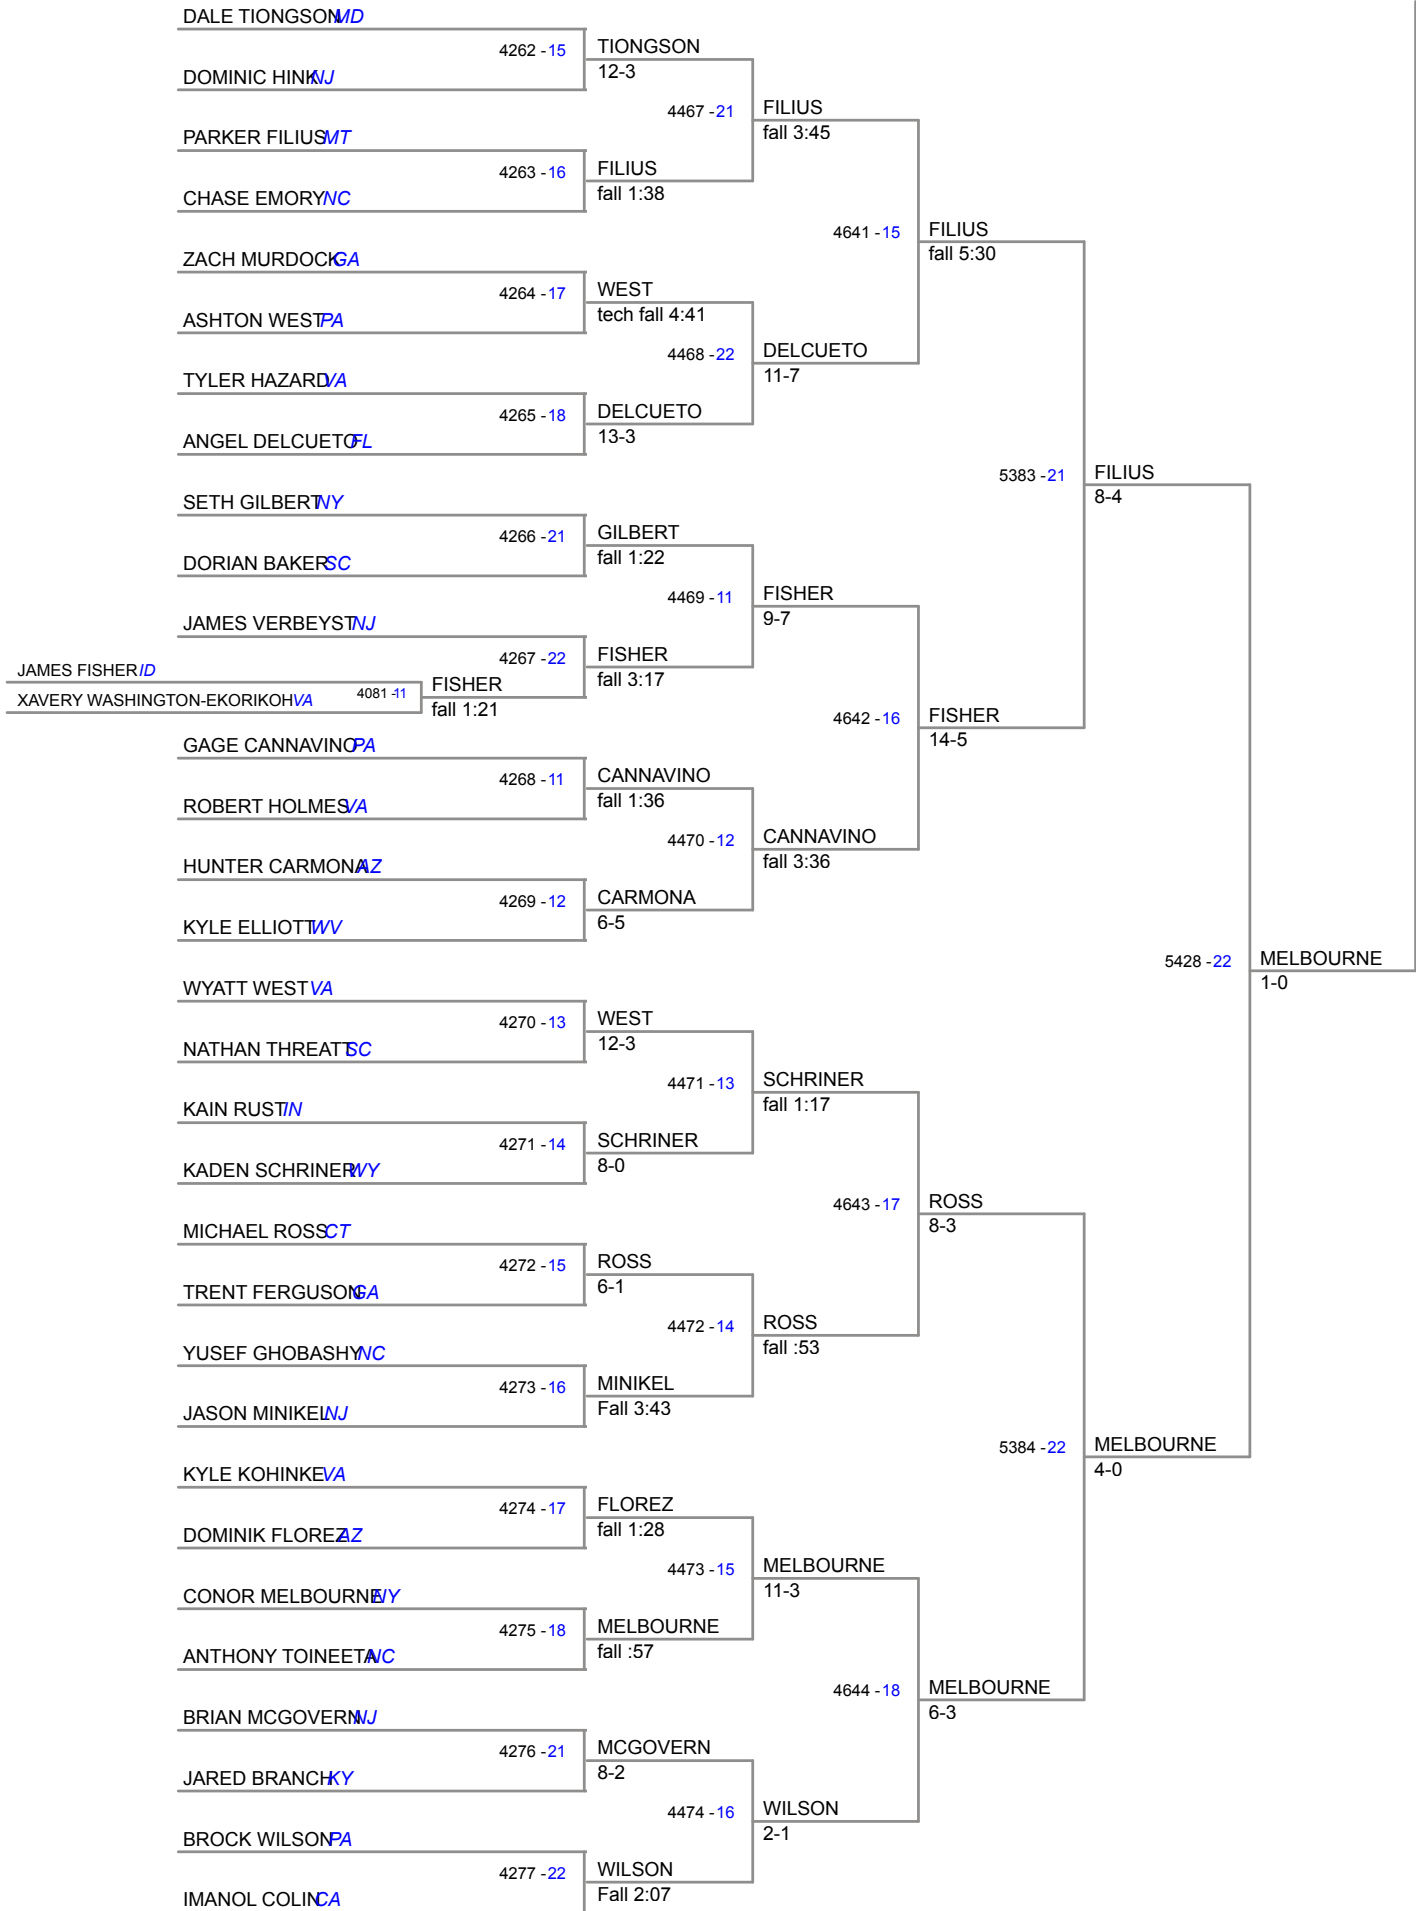 DALE TIONGSON MD
4262 - 15 TIONGSON
12-3
DOMINIC HINK NJ
4467 - 21 FILIUS
fall 3:45
PARKER FILIUS MT
4263 - 16 FILIUS
fall 1:38
CHASE EMORY NC
4641 - 15 FILIUS
fall 5:30
ZACH MURDOCK GA
4264 - 17 WEST
tech fall 4:41
ASHTON WEST PA
4468 - 22 DELCUETO
11-7
TYLER HAZARD VA
4265 - 18 DELCUETO
13-3
ANGEL DELCUETO FL
5383 - 21 FILIUS
8-4
SETH GILBERT NY
4266 - 21 GILBERT
fall 1:22
DORIAN BAKER SC
4469 - 11 FISHER
9-7
JAMES VERBEYST NJ
4267 - 22 FISHER
fall 3:17
JAMES FISHER ID
XAVERY WASHINGTON-EKORIKOH VA 4081 -11 FISHER
fall 1:21
4642 - 16 FISHER
14-5
GAGE CANNAVINO PA
4268 - 11 CANNAVINO
fall 1:36
ROBERT HOLMES VA
4470 - 12 CANNAVINO
fall 3:36
HUNTER CARMONA AZ
4269 - 12 CARMONA
6-5
KYLE ELLIOTT WV
5428 - 22 MELBOURNE
1-0
WYATT WEST VA
4270 - 13 WEST
12-3
NATHAN THREATT SC
4471 - 13 SCHRINER
fall 1:17
KAIN RUST IN
4271 - 14 SCHRINER
8-0
KADEN SCHRINER WY
4643 - 17 ROSS
8-3
MICHAEL ROSS CT
4272 - 15 ROSS
6-1
TRENT FERGUSON GA
4472 - 14 ROSS
fall :53
YUSEF GHOBASHY NC
4273 - 16 MINIKEL
Fall 3:43
JASON MINIKEL NJ
5384 - 22 MELBOURNE
4-0
KYLE KOHINKE VA
4274 - 17 FLOREZ
fall 1:28
DOMINIK FLOREZ AZ
4473 - 15 MELBOURNE
11-3
CONOR MELBOURNE NY
4275 - 18 MELBOURNE
fall :57
ANTHONY TOINEETA NC
4644 - 18 MELBOURNE
6-3
BRIAN MCGOVERN NJ
4276 - 21 MCGOVERN
8-2
JARED BRANCH KY
4474 - 16 WILSON
2-1
BROCK WILSON PA
4277 - 22 WILSON
Fall 2:07
IMANOL COLIN CA